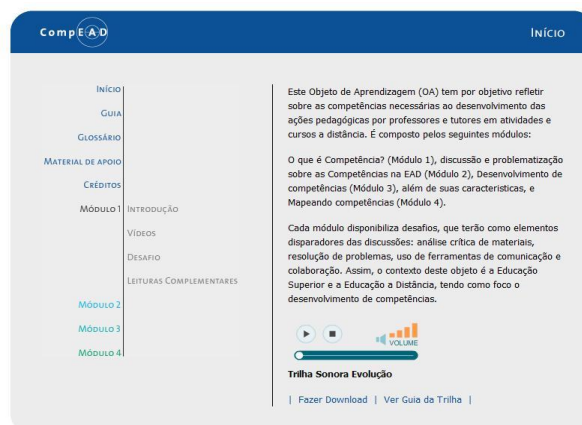 CompEAD
Início
Início
Guia
Glossário
Material de apoio
Créditos
Módulo 1
Introdução
Vídeos
Desafio
Leituras Complementares
Módulo 2
Módulo 3
Módulo 4
Este Objeto de Aprendizagem (OA) tem por objetivo refletir
sobre as competências necessárias ao desenvolvimento das
ações pedagógicas por professores e tutores em atividades e
cursos a distância. É composto pelos seguintes módulos:
O que é Competência? (Módulo 1), discussão e problematização
sobre as Competências na EAD (Módulo 2), Desenvolvimento de
competências (Módulo 3), além de suas caracteristicas, e
Mapeando competências (Módulo 4).
Cada módulo disponibiliza desafios, que terão como elementos
disparadores das discussões: análise crítica de materiais,
resolução de problemas, uso de ferramentas de comunicação e
colaboração. Assim, o contexto deste objeto é a Educação
Superior e a Educação a Distância, tendo como foco o
desenvolvimento de competências.
VOLUME
Trilha Sonora Evolução
| Fazer Download | Ver Guia da Trilha |